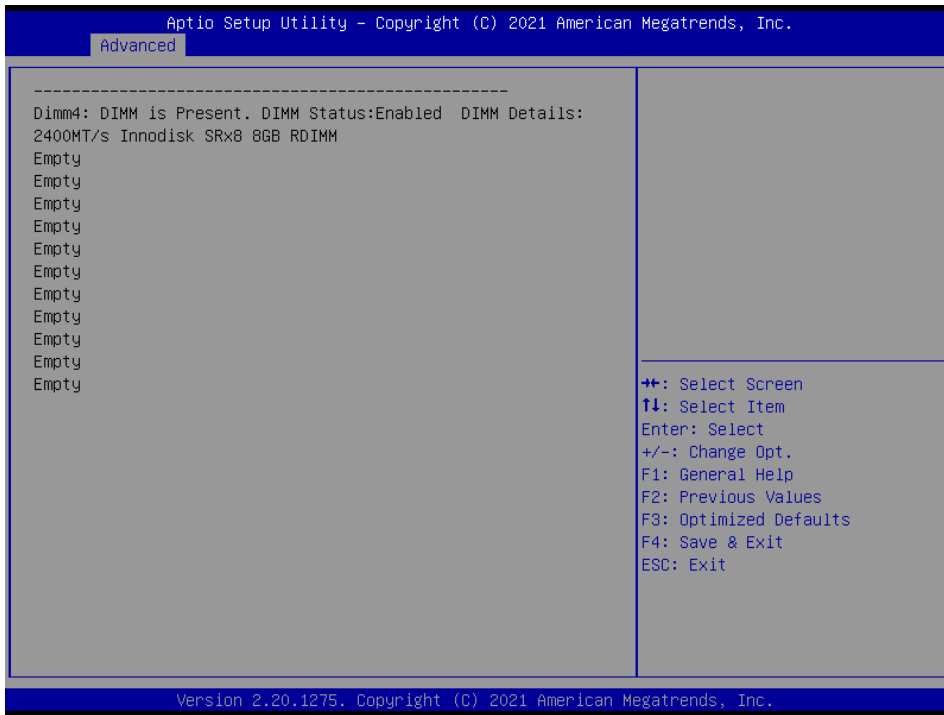 Aptio Setup Utility – Copyright (C) 2021 American Megatrends, Inc.
Advanced
--------------------------------------------------
Dimm4: DIMM is Present. DIMM Status:Enabled  DIMM Details:
2400MT/s Innodisk SRx8 8GB RDIMM
Empty
Empty
Empty
Empty
Empty
Empty
Empty
Empty
Empty
Empty
Empty
→←: Select Screen
↑↓: Select Item
Enter: Select
+/-: Change Opt.
F1: General Help
F2: Previous Values
F3: Optimized Defaults
F4: Save & Exit
ESC: Exit
Version 2.20.1275. Copyright (C) 2021 American Megatrends, Inc.